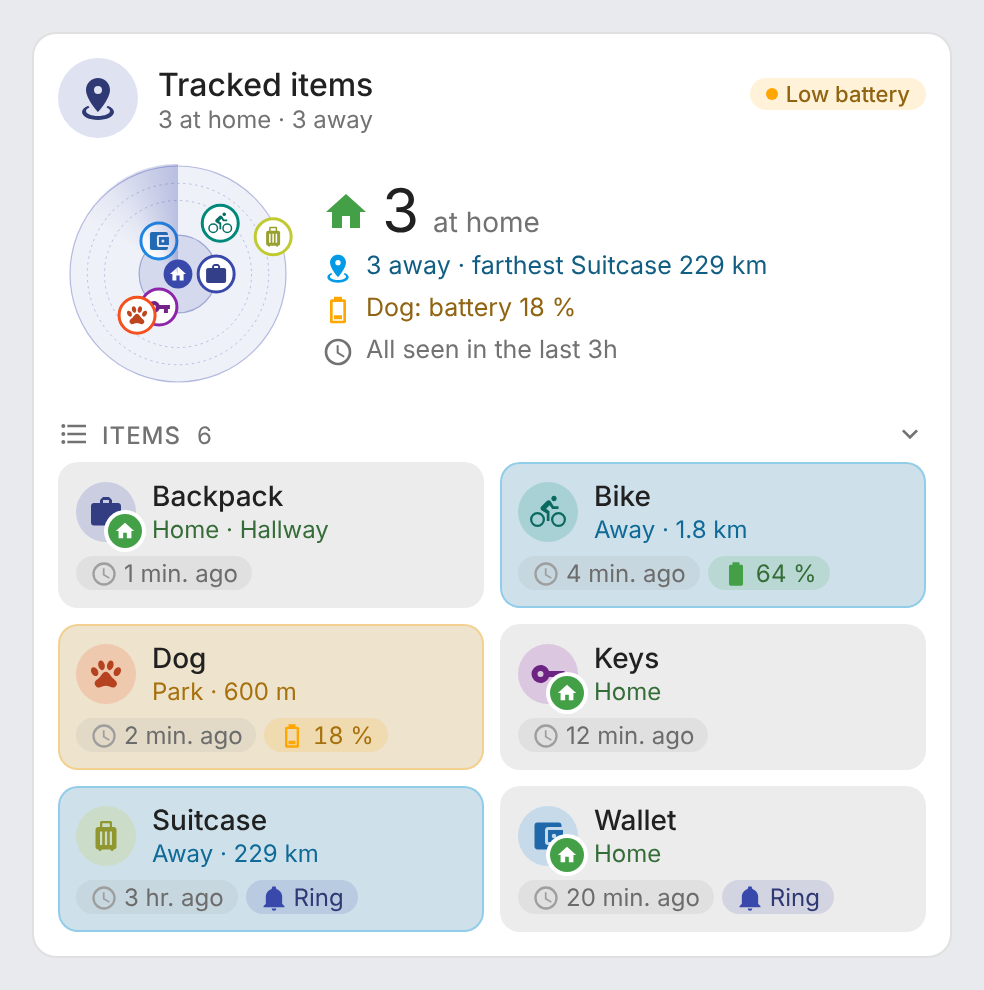 Tracked items
3 at home · 3 away
Low battery
3 at home
3 away · farthest Suitcase 229 km
Dog: battery 18 %
All seen in the last 3h
ITEMS 6
Backpack
Home · Hallway
1 min. ago
Bike
Away · 1.8 km
4 min. ago
64 %
Dog
Park · 600 m
2 min. ago
18 %
Keys
Home
12 min. ago
Suitcase
Away · 229 km
3 hr. ago
Ring
Wallet
Home
20 min. ago
Ring